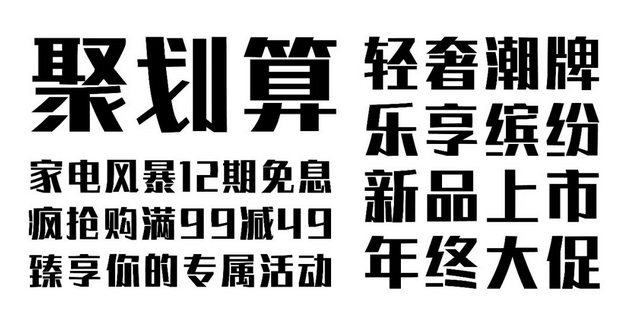 聚划算
家电风暴12期免息
疯抢购满99减49
臻享你的专属活动
轻奢潮牌
乐享缤纷
新品上市
年终大促